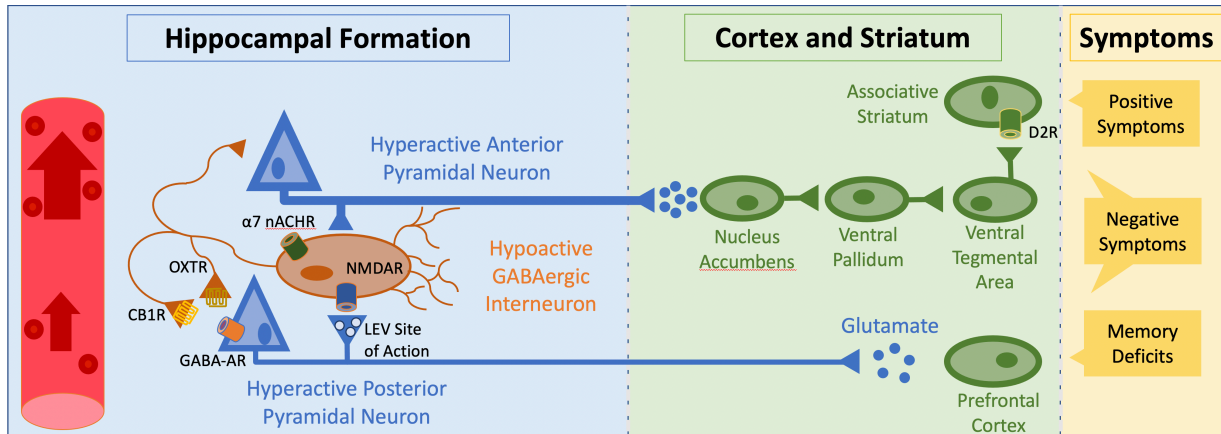 Hippocampal Formation
Cortex and Striatum
Symptoms
Hyperactive Anterior
Pyramidal Neuron
α7 nACHR
OXTR
CB1R
GABA-AR
NMDAR
Hypoactive
GABAergic
Interneuron
LEV Site
of Action
Hyperactive Posterior
Pyramidal Neuron
Associative
Striatum
D2R
Nucleus
Accumbens
Ventral
Pallidum
Ventral
Tegmental
Area
Glutamate
Prefrontal
Cortex
Positive
Symptoms
Negative
Symptoms
Memory
Deficits